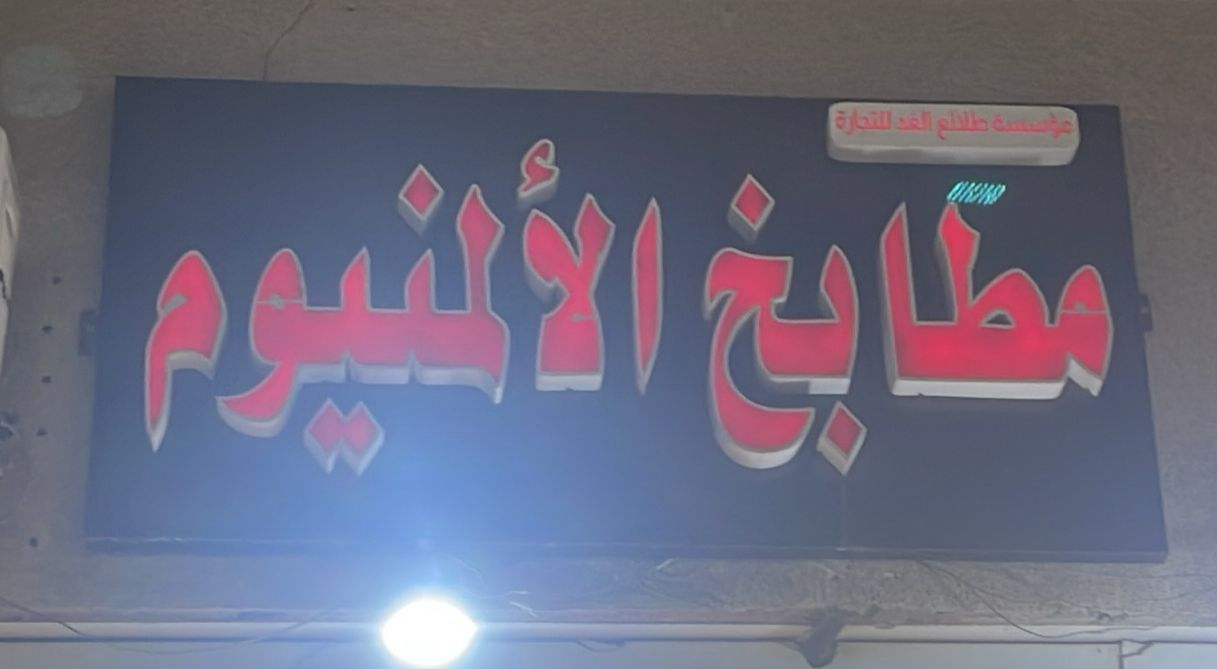 مؤسسة طلائع الغد للتجارة
مطابخ الألمنيوم